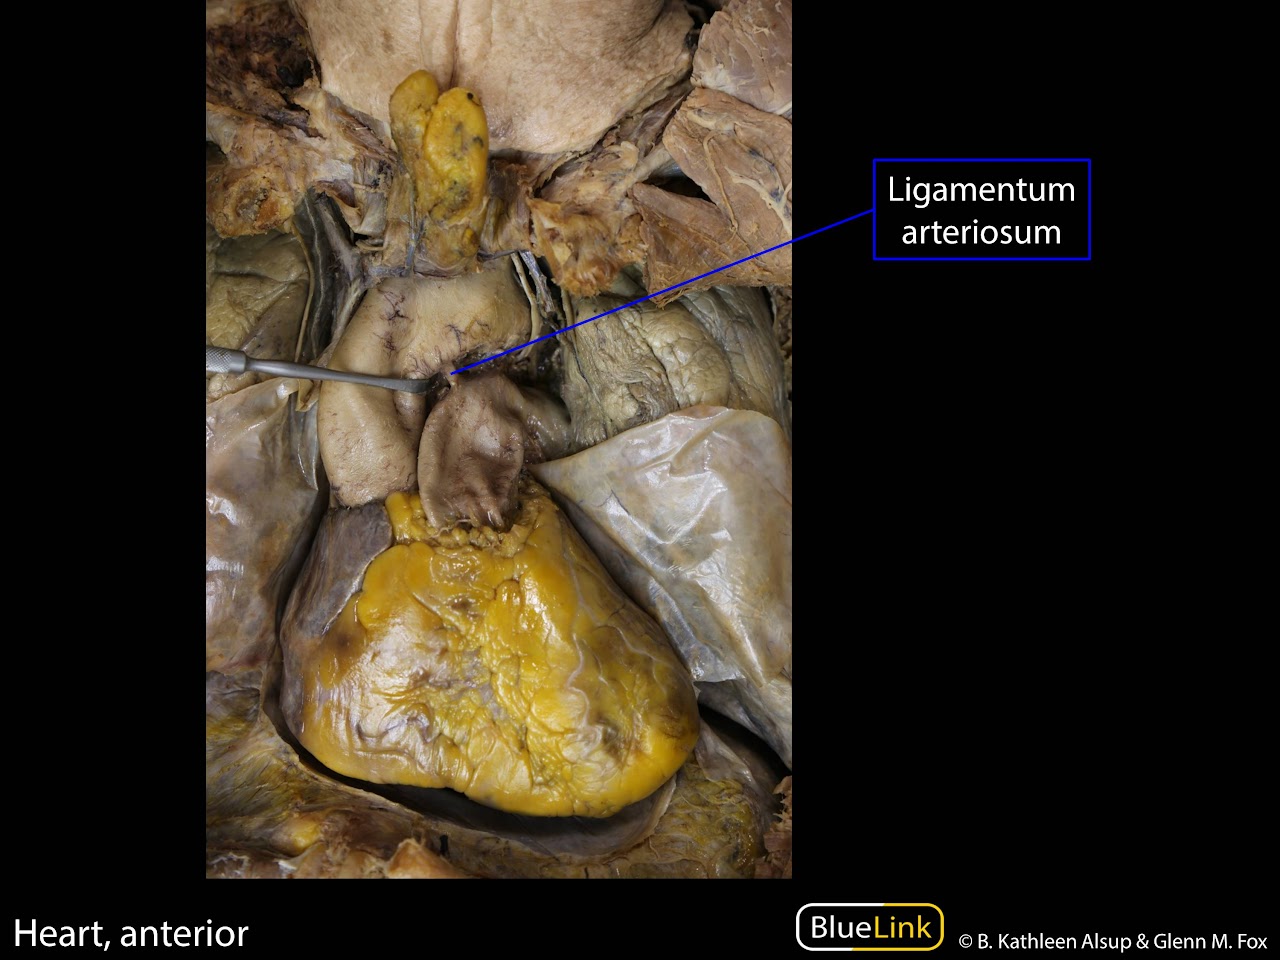 Ligamentum
arteriosum
Heart, anterior
BlueLink
© B. Kathleen Alsup & Glenn M. Fox